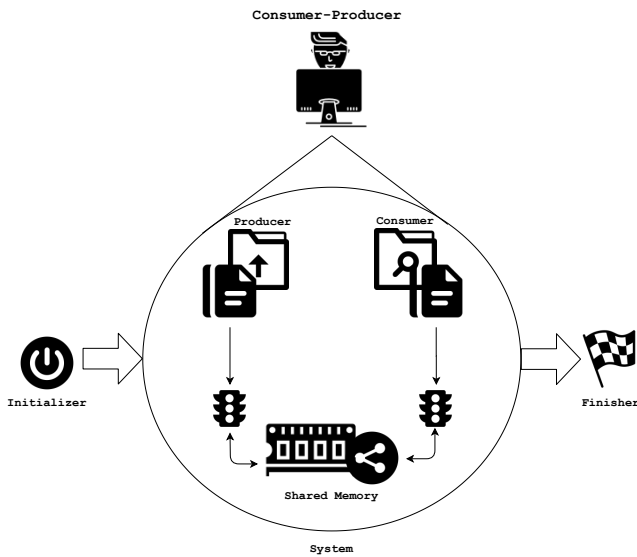 Consumer-Producer
Producer
Consumer
Initializer
Finisher
Shared Memory
System